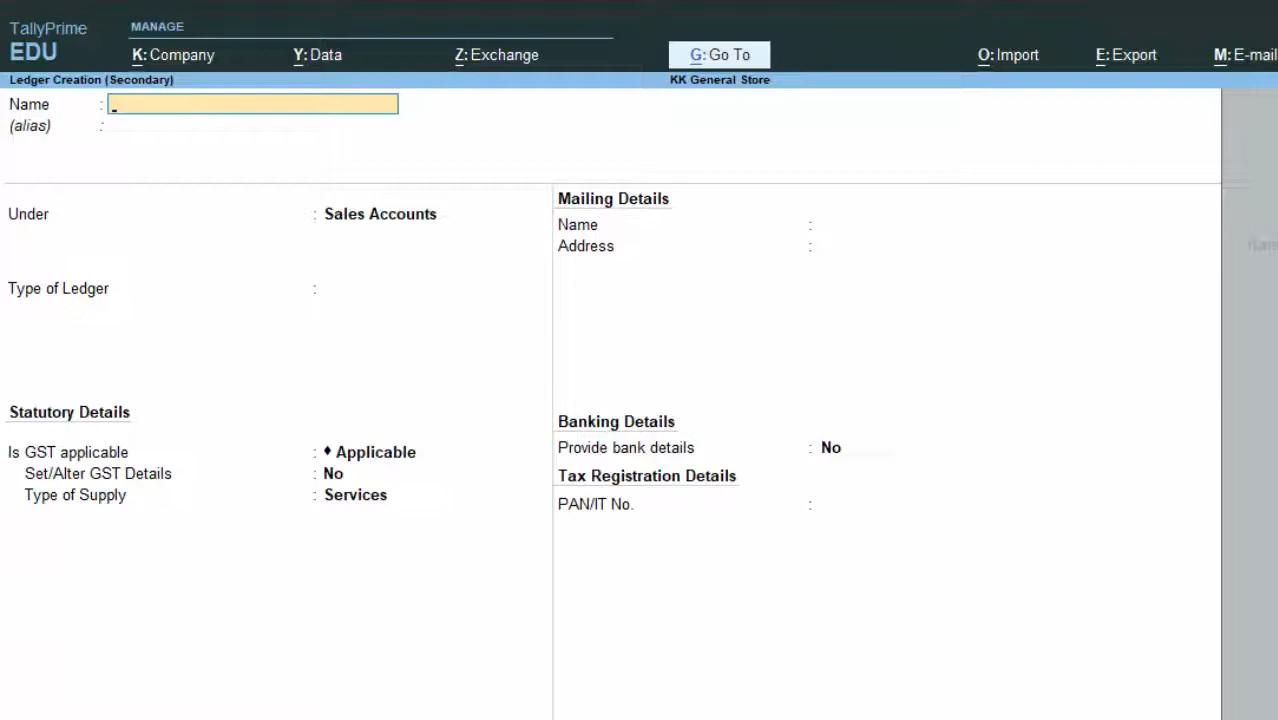 TallyPrime
EDU
MANAGE
K: Company Y: Data Z: Exchange G: Go To O: Import E: Export M: E-mail
Ledger Creation (Secondary) KK General Store
Name :
(alias) :
Under : Sales Accounts
Type of Ledger :
Statutory Details
Is GST applicable : ♦ Applicable
Set/Alter GST Details : No
Type of Supply : Services
Mailing Details
Name :
Address :
Banking Details
Provide bank details : No
Tax Registration Details
PAN/IT No. :